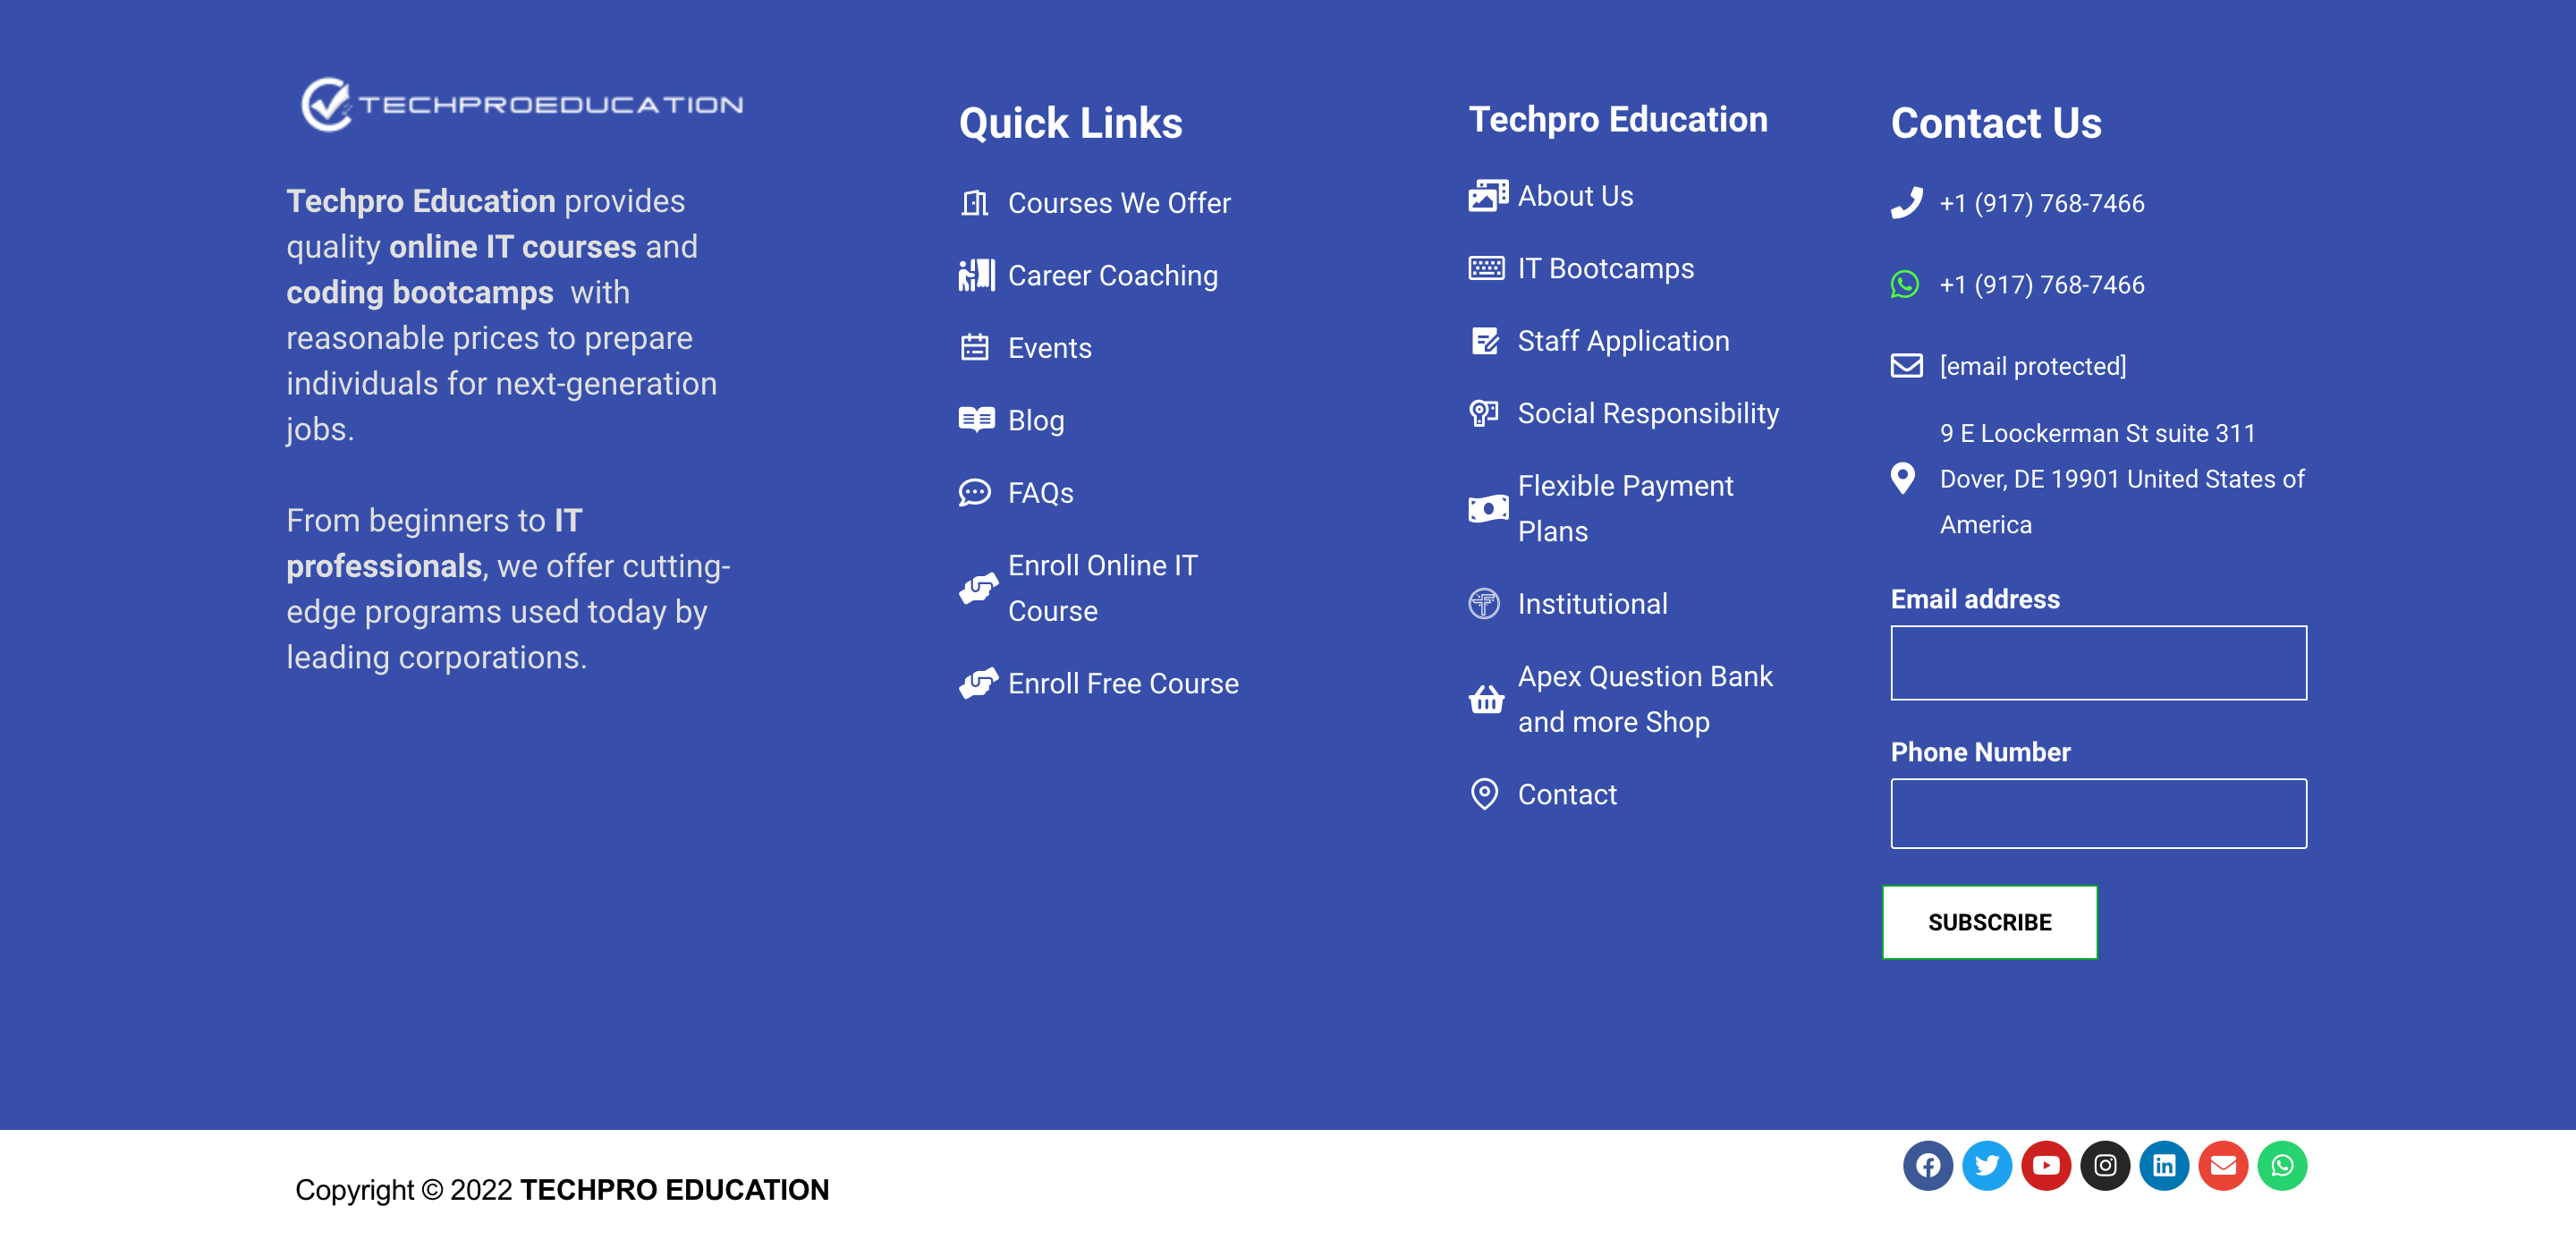 TECHPROEDUCATION
Techpro Education provides
quality online IT courses and
coding bootcamps with
reasonable prices to prepare
individuals for next-generation
jobs.
From beginners to IT
professionals, we offer cutting-
edge programs used today by
leading corporations.
Quick Links
Courses We Offer
Career Coaching
Events
Blog
FAQs
Enroll Online IT
Course
Enroll Free Course
Techpro Education
About Us
IT Bootcamps
Staff Application
Social Responsibility
Flexible Payment
Plans
Institutional
Apex Question Bank
and more Shop
Contact
Contact Us
+1 (917) 768-7466
+1 (917) 768-7466
[email protected]
9 E Loockerman St suite 311
Dover, DE 19901 United States of
America
Email address
Phone Number
SUBSCRIBE
Copyright © 2022 TECHPRO EDUCATION